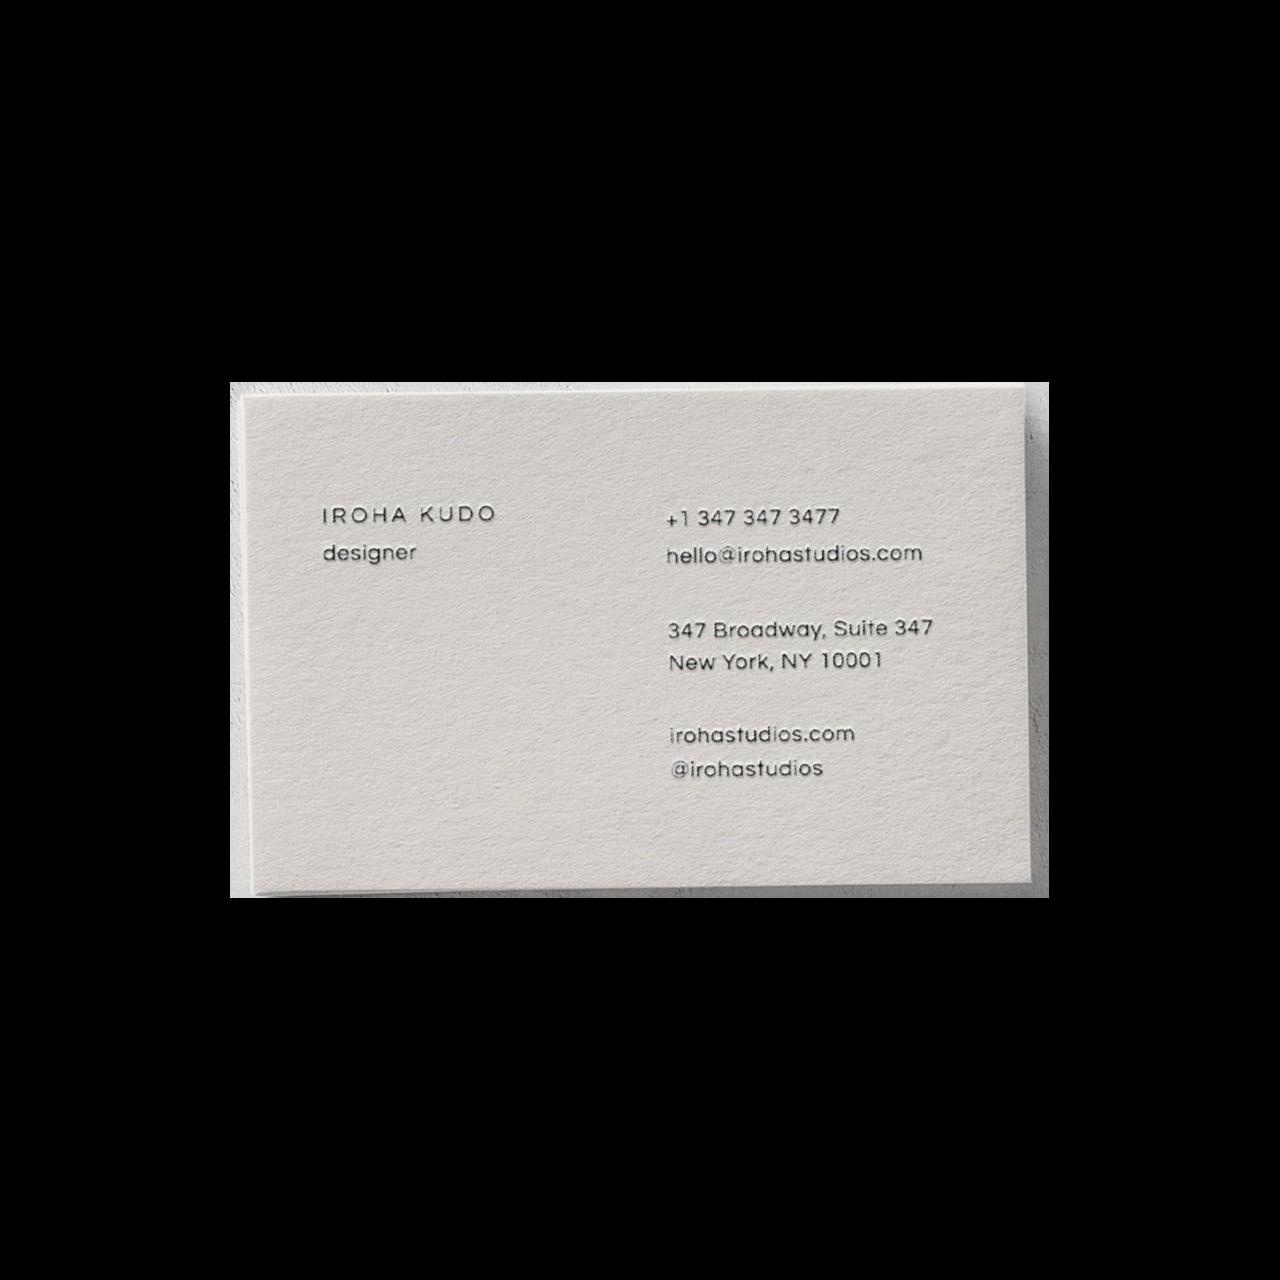 IROHA KUDO
designer
+1 347 347 3477
hello@irohastudios.com
347 Broadway, Suite 347
New York, NY 10001
irohastudios.com
@irohastudios